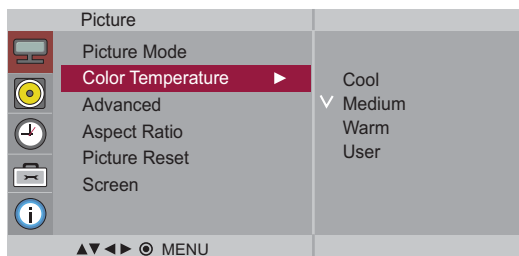 Picture
Picture Mode
Color Temperature ►
Advanced
Aspect Ratio
Picture Reset
Screen
Cool
✓ Medium
Warm
User
▲▼◄► ◉ MENU